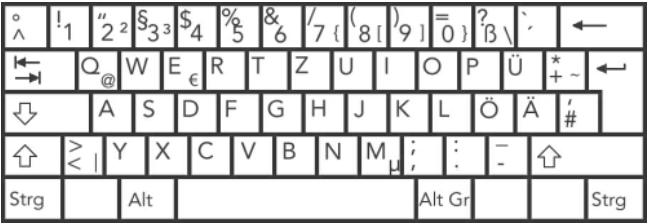 ° ^ ! 1 " 2 ² § 3 ³ $ 4 % 5 & 6 / 7 { ( 8 [ ) 9 ] = 0 } ? ß \ ` ´
Q @ W E € R T Z U I O P Ü * + ~
A S D F G H J K L Ö Ä ' #
> < | Y X C V B N M µ ; , : . _ -
Strg Alt Alt Gr Strg